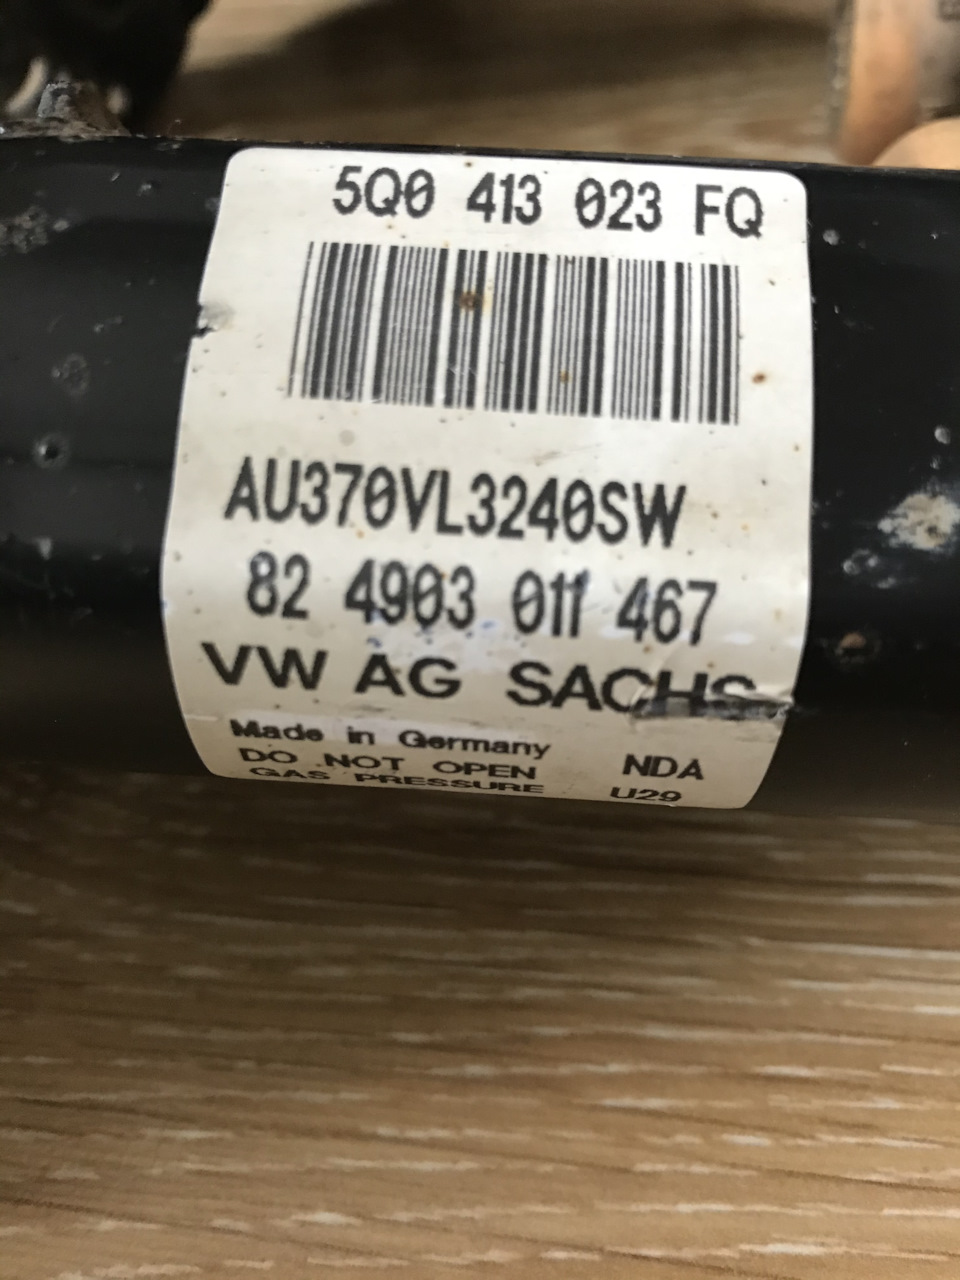 5Q0 413 023 FQ
AU370VL3240SW
82 4903 011 467
VW AG SACHS
Made in Germany
DO NOT OPEN NDA
GAS PRESSURE U29